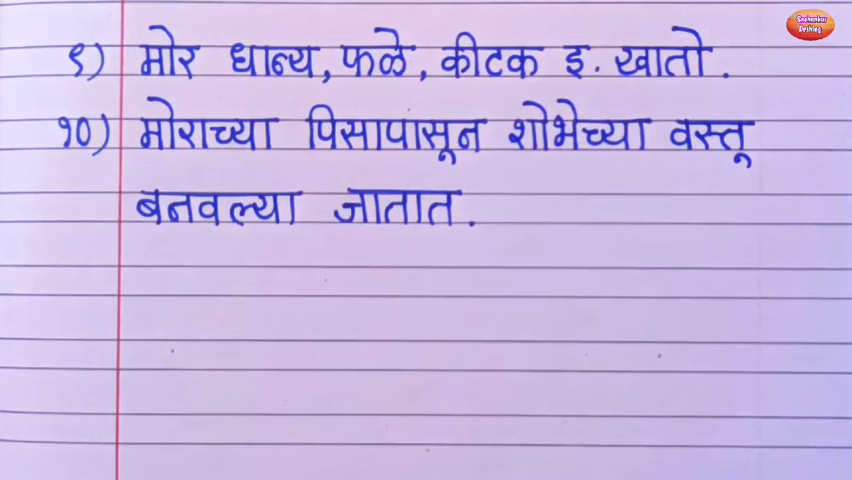 ९) मोर धान्य, फळे, कीटक इ. खातो.
१०) मोराच्या पिसापासून शोभेच्या वस्तू
बनवल्या जातात.